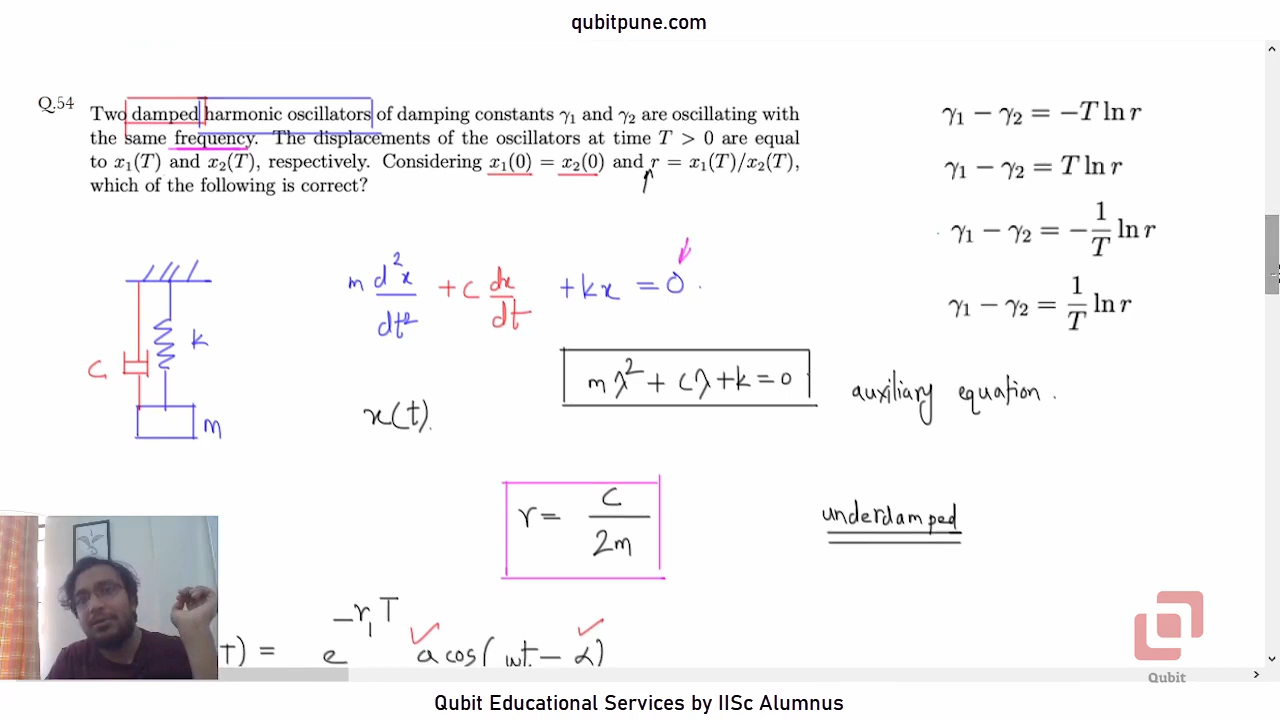 qubitpune.com
Q.54
Two damped harmonic oscillators of damping constants γ₁ and γ₂ are oscillating with
the same frequency. The displacements of the oscillators at time T > 0 are equal
to x₁(T) and x₂(T), respectively. Considering x₁(0) = x₂(0) and r = x₁(T)/x₂(T),
which of the following is correct?
γ₁ − γ₂ = −T ln r
γ₁ − γ₂ = T ln r
γ₁ − γ₂ = −1/T ln r
γ₁ − γ₂ = 1/T ln r
k
C
m
m d²x/dt² + c dx/dt + kx = 0
mλ² + cλ + k = 0
auxiliary equation.
x(t).
r = c/2m
underdamped
T) = e^(−r₁T) a cos(wt − α)
Qubit
Qubit Educational Services by IISc Alumnus